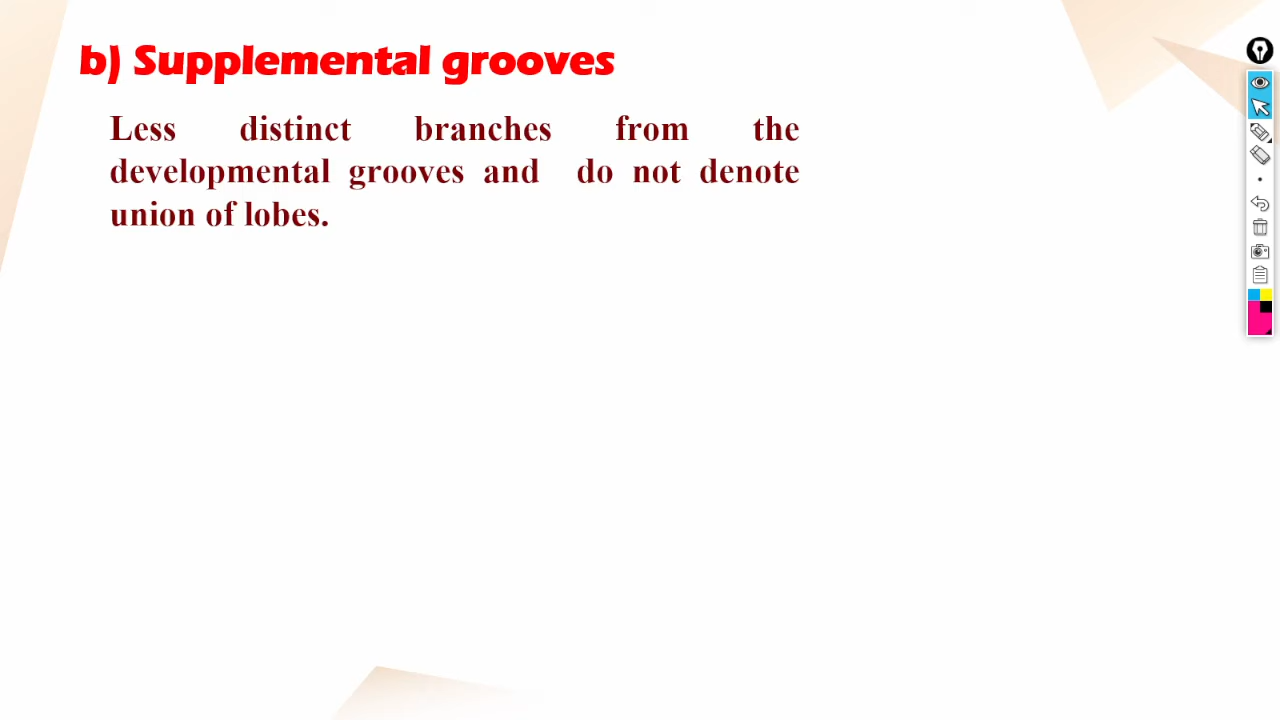 b) Supplemental grooves
Less distinct branches from the
developmental grooves and do not denote
union of lobes.